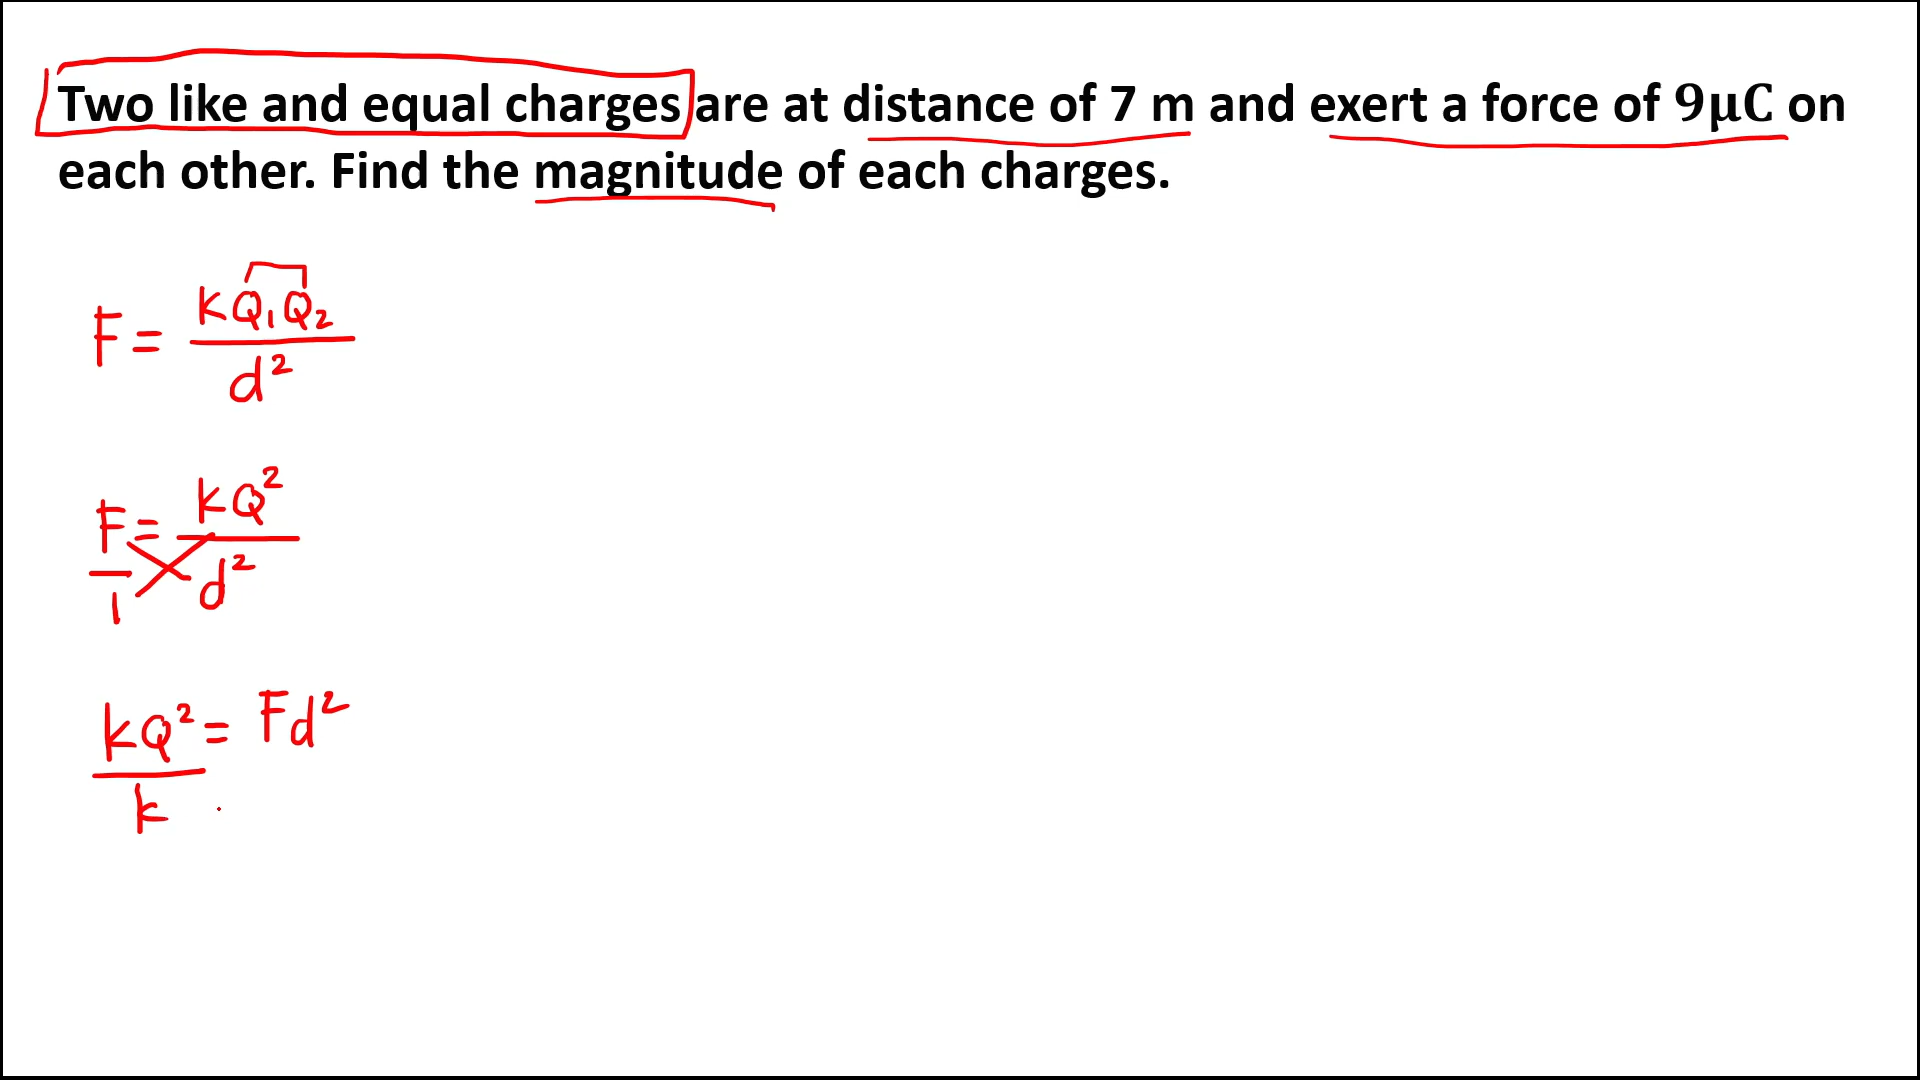 Two like and equal charges are at distance of 7 m and exert a force of 9μC on
each other. Find the magnitude of each charges.
F = kQ₁Q₂ / d²
F / 1 = kQ² / d²
kQ² / k = Fd²